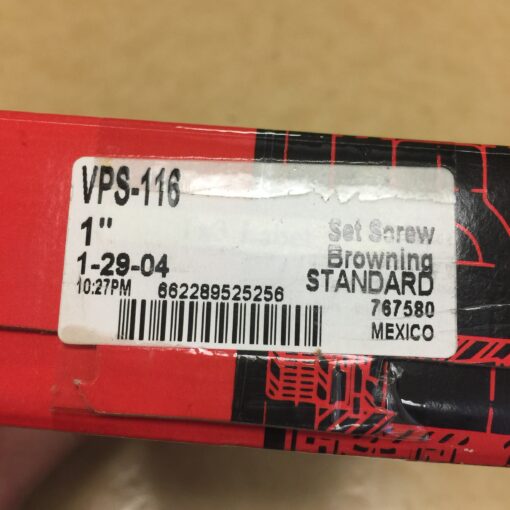 VPS-116
1"
Set Screw
1-29-04
Browning
10:27PM
662289525256
STANDARD
767580
MEXICO